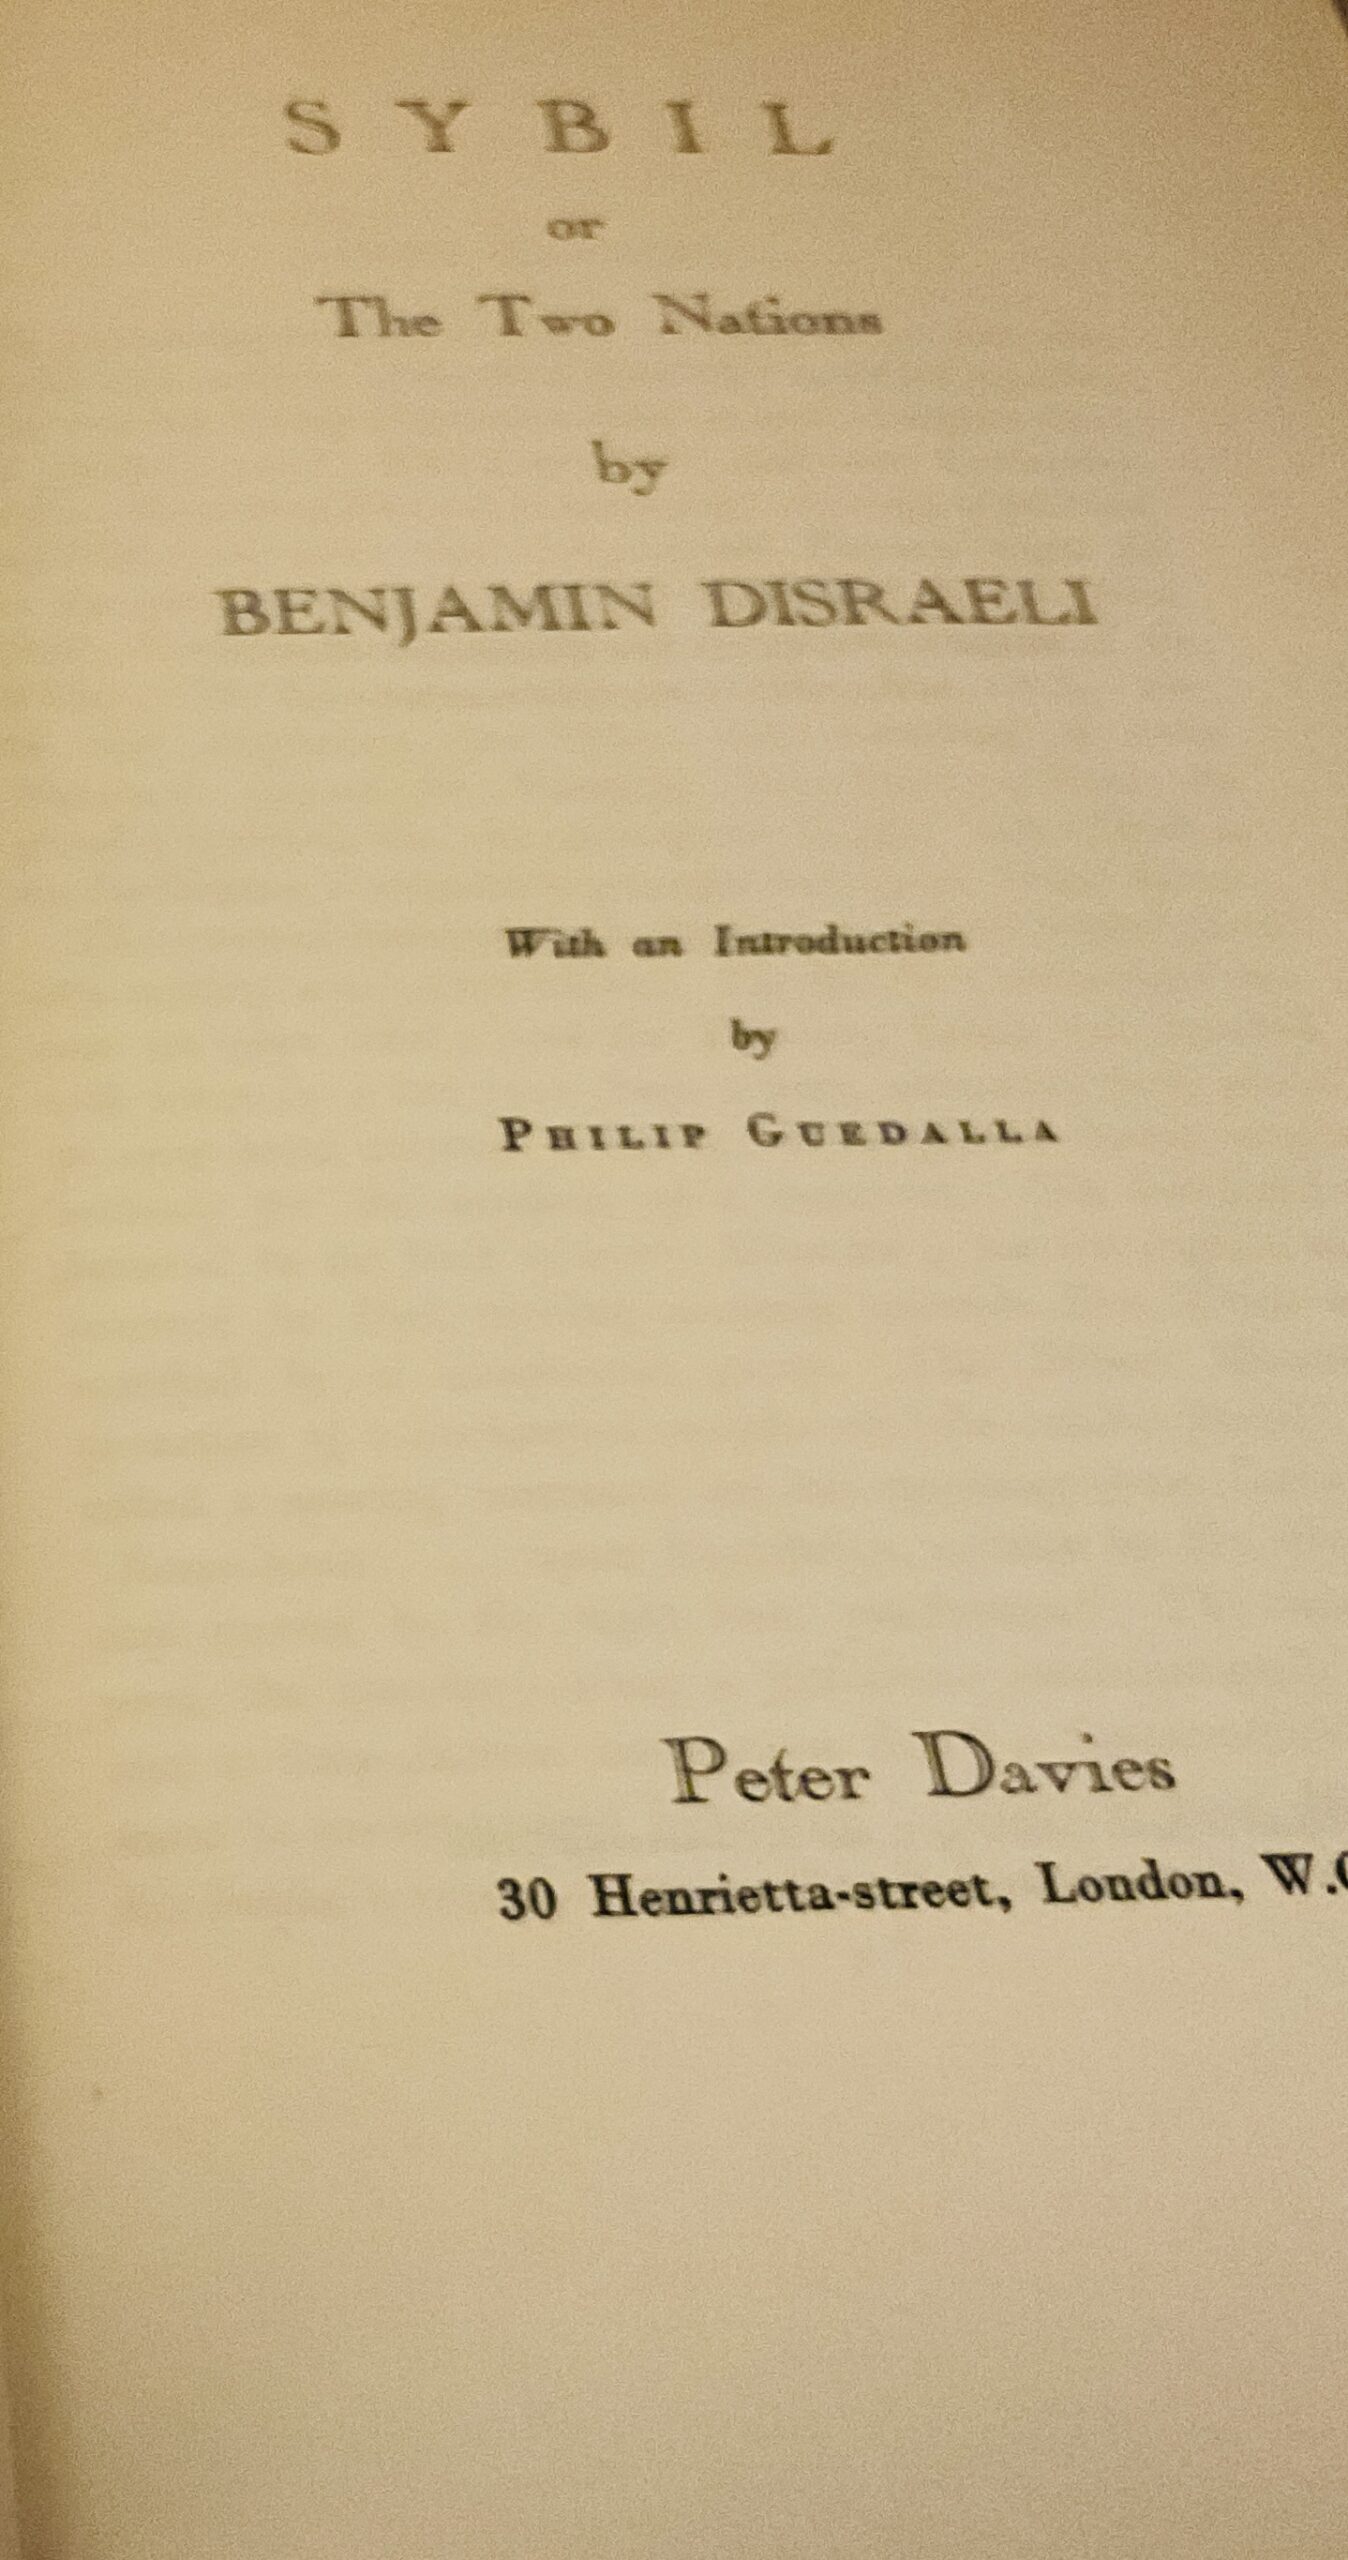 SYBIL
or
The Two Nations
by
BENJAMIN DISRAELI
With an Introduction
by
PHILIP GUEDALLA
Peter Davies
30 Henrietta-street, London, W.C